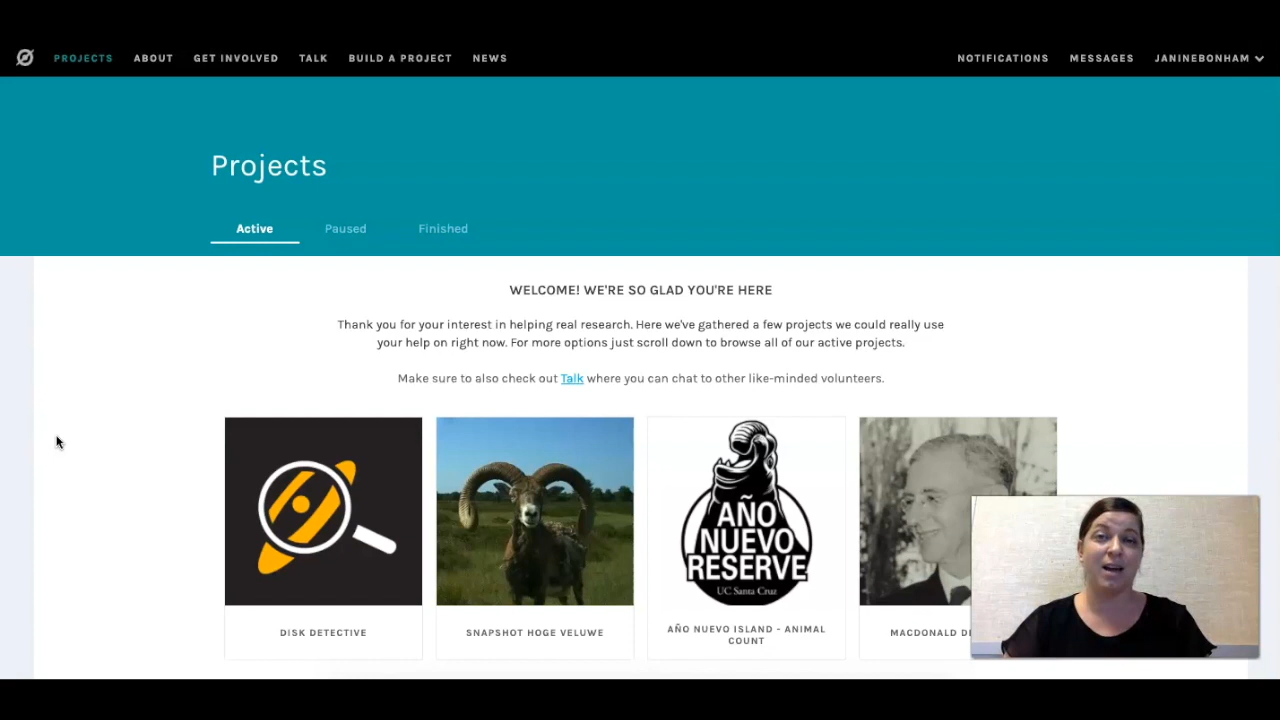 PROJECTS ABOUT GET INVOLVED TALK BUILD A PROJECT NEWS NOTIFICATIONS MESSAGES JANINEBONHAM
Projects
Active Paused Finished
WELCOME! WE'RE SO GLAD YOU'RE HERE
Thank you for your interest in helping real research. Here we've gathered a few projects we could really use
your help on right now. For more options just scroll down to browse all of our active projects.
Make sure to also check out Talk where you can chat to other like-minded volunteers.
AÑO
NUEVO
RESERVE
UC Santa Cruz
DISK DETECTIVE
SNAPSHOT HOGE VELUWE
AÑO NUEVO ISLAND - ANIMAL
COUNT
MACDONALD